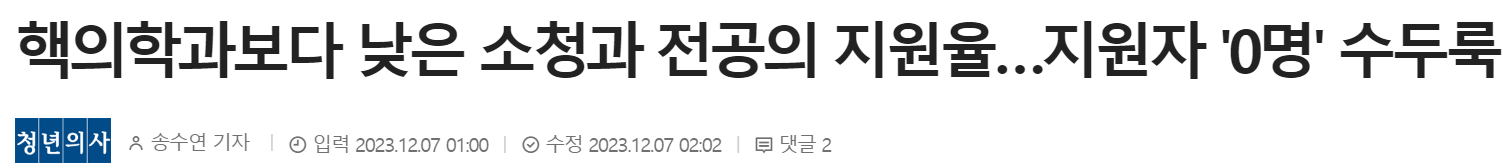 핵의학과보다 낮은 소청과 전공의 지원율…지원자 '0명' 수두룩
청년의사 송수연 기자 입력 2023.12.07 01:00 수정 2023.12.07 02:02 댓글 2